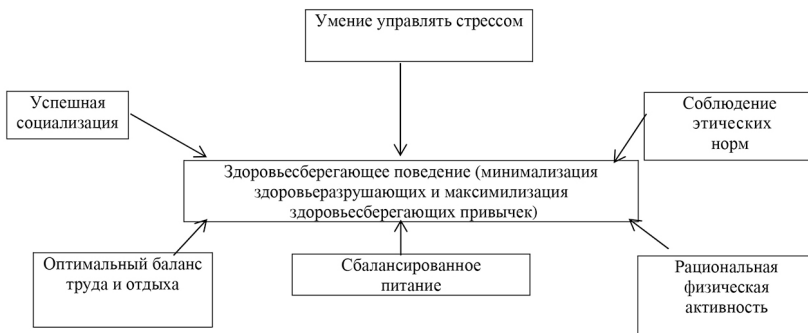 Умение управлять стрессом
Успешная
социализация
Соблюдение
этических
норм
Здоровьесберегающее поведение (минимализация
здоровьеразрушающих и максимилизация
здоровьесберегающих привычек)
Оптимальный баланс
труда и отдыха
Сбалансированное
питание
Рациональная
физическая
активность